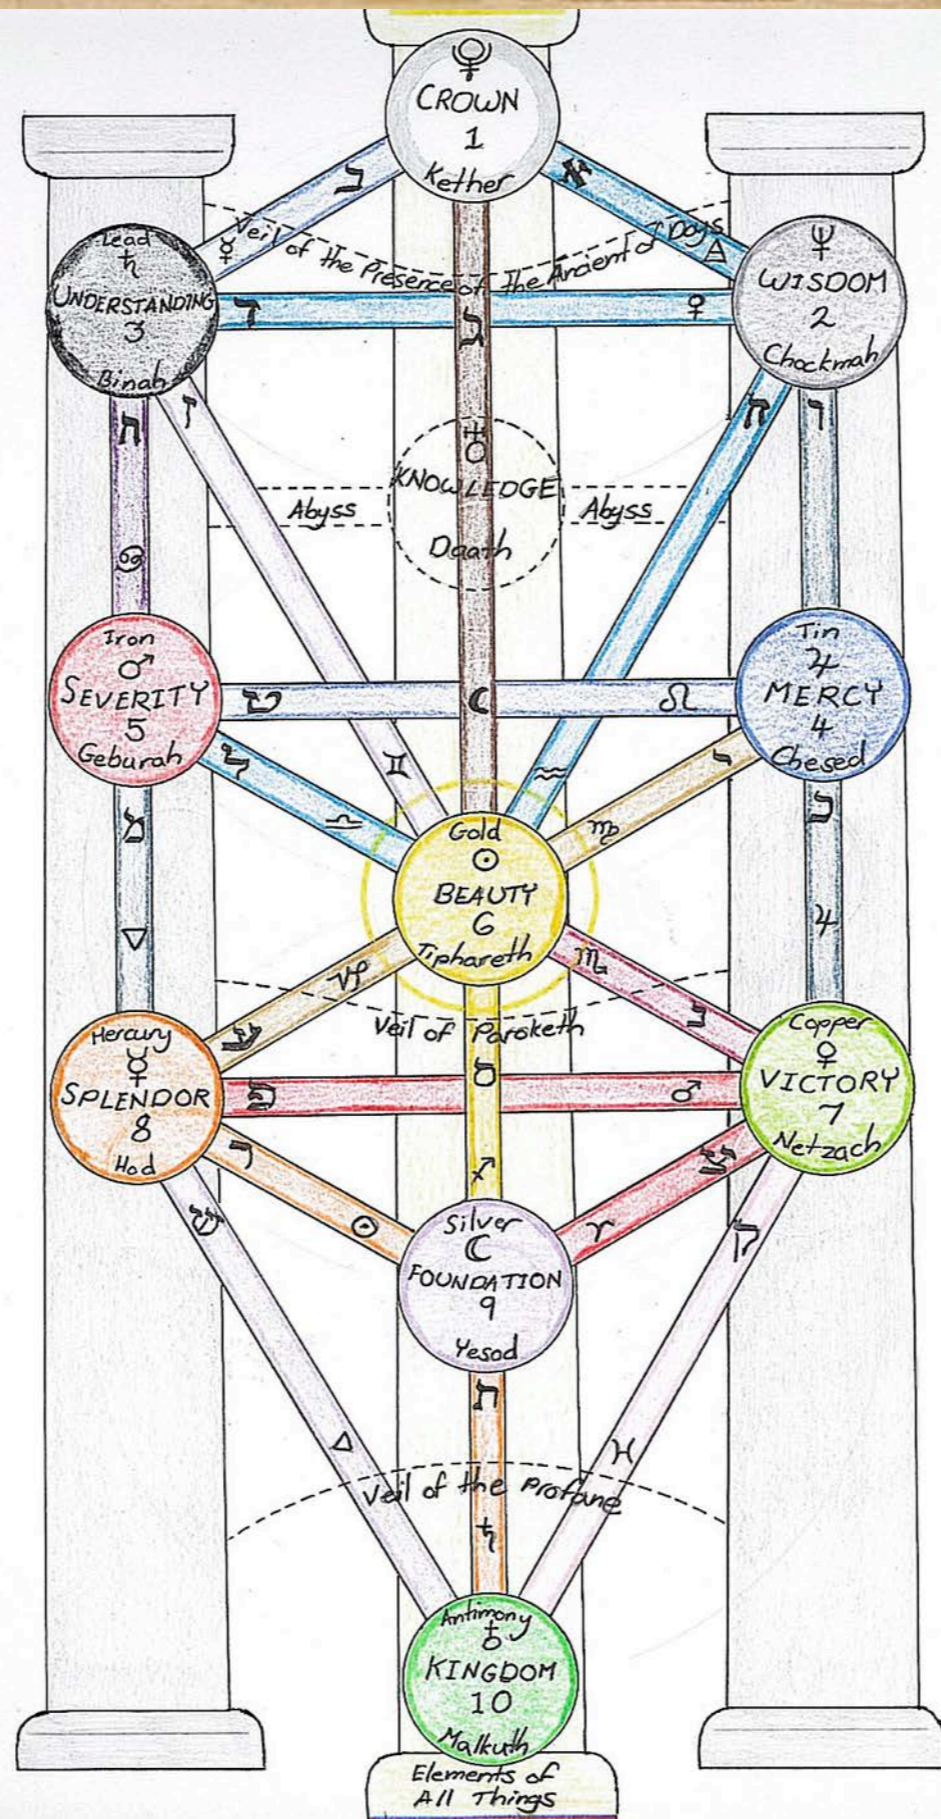 CROWN
1
Kether
ב
א
Veil of the Presence of the Ancient of Days
☿
🜁
Lead
♄
UNDERSTANDING
3
Binah
♆
WISDOM
2
Chockmah
ד
♀
ג
ח
ז
ה
ו
♅
KNOWLEDGE
Daath
Abyss
Abyss
♋
Iron
♂
SEVERITY
5
Geburah
Tin
♃
MERCY
4
Chesed
ט
☾
♌
ל
♊
♒
י
♎
♍
מ
▽
כ
♃
Gold
☉
BEAUTY
6
Tiphareth
♑
♏
ע
נ
Veil of Paroketh
Mercury
☿
SPLENDOR
8
Hod
Copper
♀
VICTORY
7
Netzach
פ
♂
ס
♐
ר
☉
צ
♈
ש
ק
Silver
☾
FOUNDATION
9
Yesod
ת
△
♓
Veil of the Profane
♄
Antimony
♁
KINGDOM
10
Malkuth
Elements of
All Things